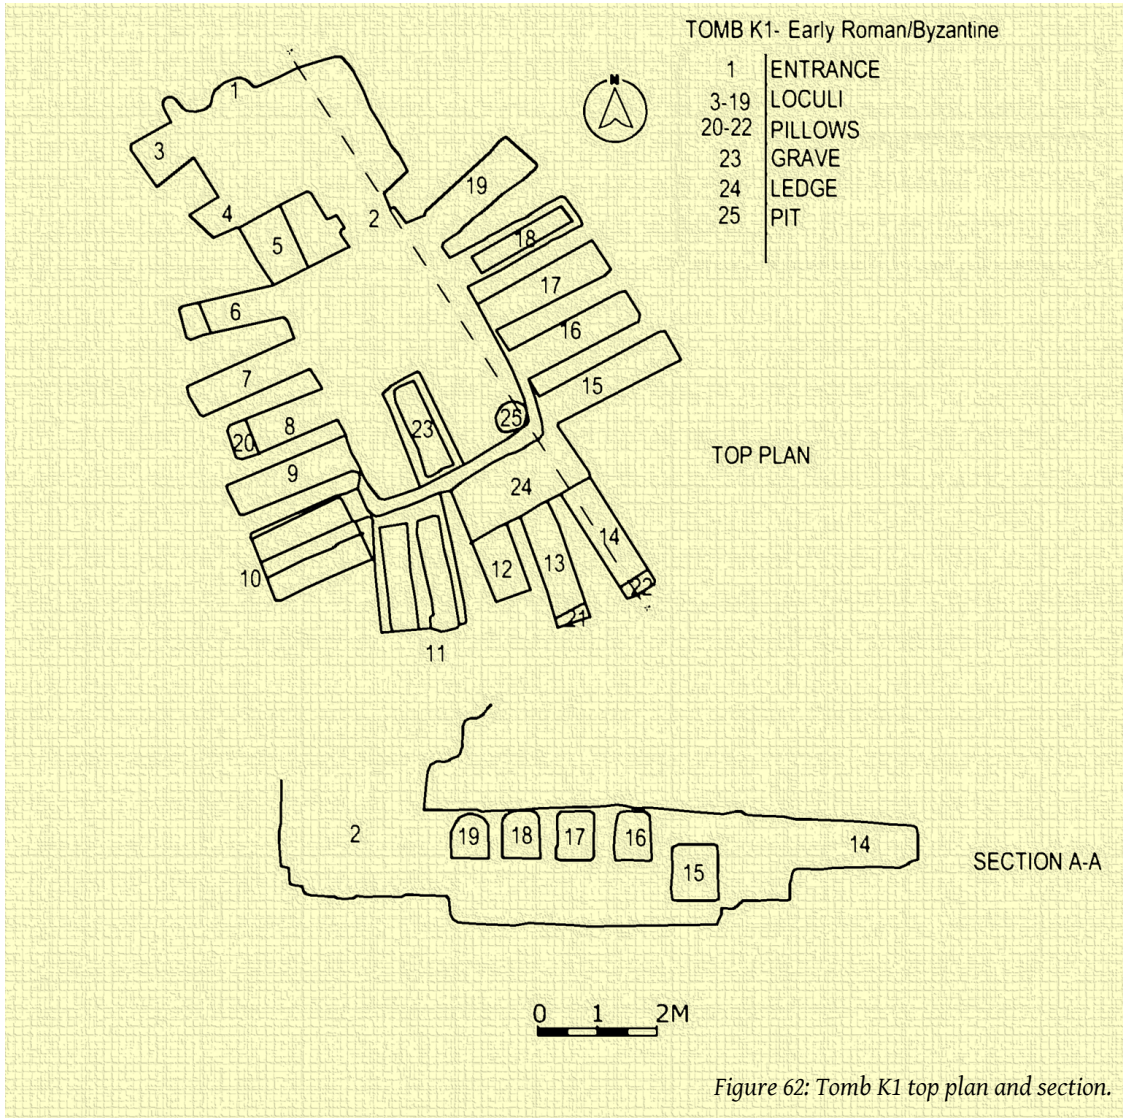 TOMB K1- Early Roman/Byzantine
1 ENTRANCE
3-19 LOCULI
20-22 PILLOWS
23 GRAVE
24 LEDGE
25 PIT
N
1
3
4
2
5
19
18
6
17
16
7
15
8
20
23
25
9
24
10
14
12
13
22
21
11
TOP PLAN
2
19
18
17
16
15
14
SECTION A-A
0 1 2M
Figure 62: Tomb K1 top plan and section.